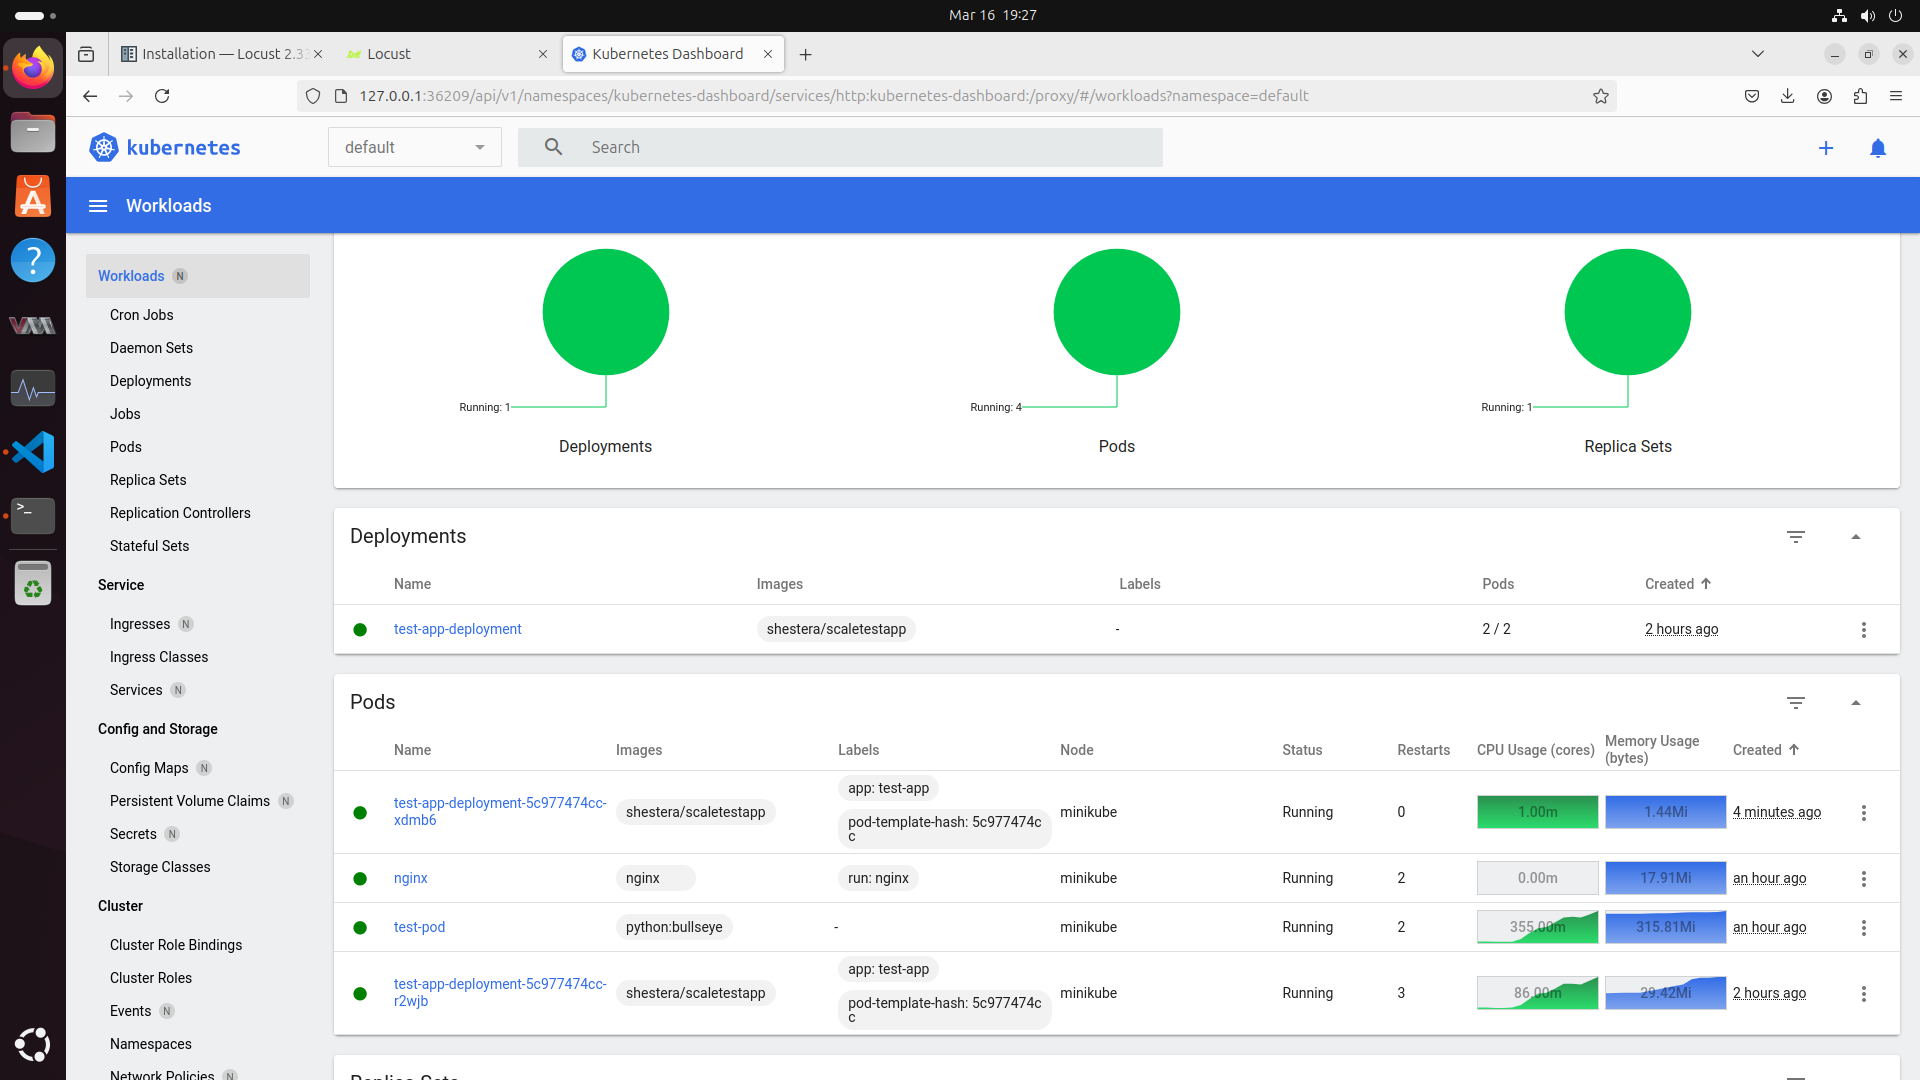 Mar 16 19:27
Installation — Locust 2.33
Locust
Kubernetes Dashboard
127.0.0.1:36209/api/v1/namespaces/kubernetes-dashboard/services/http:kubernetes-dashboard:/proxy/#/workloads?namespace=default
kubernetes
default
Search
Workloads
Workloads N
Cron Jobs
Daemon Sets
Deployments
Jobs
Pods
Replica Sets
Replication Controllers
Stateful Sets
Service
Ingresses N
Ingress Classes
Services N
Config and Storage
Config Maps N
Persistent Volume Claims N
Secrets N
Storage Classes
Cluster
Cluster Role Bindings
Cluster Roles
Events N
Namespaces
Network Policies N
Running: 1
Running: 4
Running: 1
Deployments
Pods
Replica Sets
Deployments
Name Images Labels Pods Created
test-app-deployment shestera/scaletestapp - 2 / 2 2 hours ago
Pods
Name Images Labels Node Status Restarts CPU Usage (cores) Memory Usage (bytes) Created
test-app-deployment-5c977474cc-
xdmb6
shestera/scaletestapp
app: test-app
pod-template-hash: 5c977474c
c
minikube Running 0 1.00m 1.44Mi 4 minutes ago
nginx nginx run: nginx minikube Running 2 0.00m 17.91Mi an hour ago
test-pod python:bullseye - minikube Running 2 355.00m 315.81Mi an hour ago
test-app-deployment-5c977474cc-
r2wjb
shestera/scaletestapp
app: test-app
pod-template-hash: 5c977474c
c
minikube Running 3 86.00m 29.42Mi 2 hours ago
Replica Sets